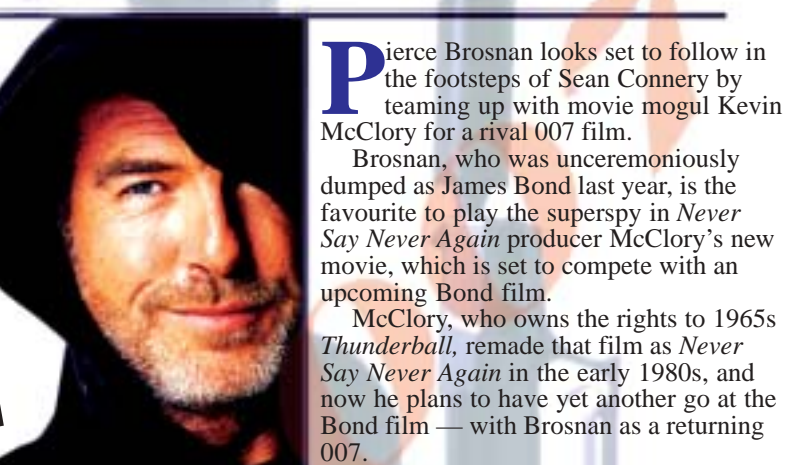 Pierce Brosnan looks set to follow in
the footsteps of Sean Connery by
teaming up with movie mogul Kevin
McClory for a rival 007 film.
Brosnan, who was unceremoniously
dumped as James Bond last year, is the
favourite to play the superspy in Never
Say Never Again producer McClory's new
movie, which is set to compete with an
upcoming Bond film.
McClory, who owns the rights to 1965s
Thunderball, remade that film as Never
Say Never Again in the early 1980s, and
now he plans to have yet another go at the
Bond film — with Brosnan as a returning
007.